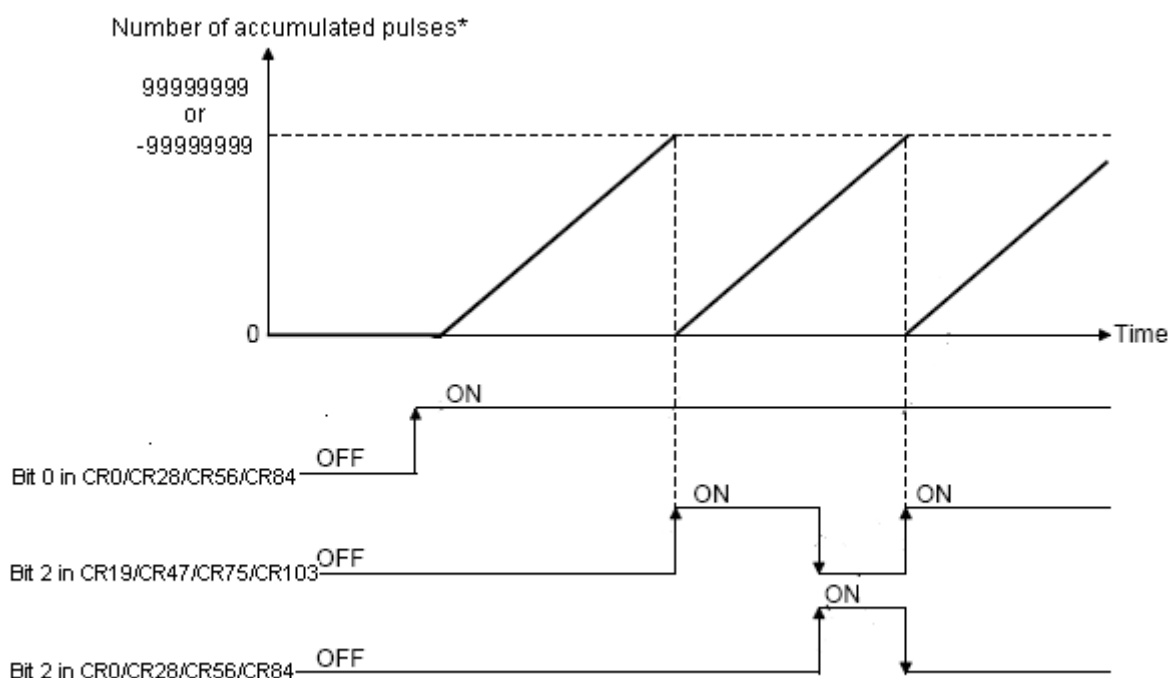 Number of accumulated pulses*
99999999
or
-99999999
0
Time
ON
OFF
Bit 0 in CR0/CR28/CR56/CR84
ON
ON
OFF
Bit 2 in CR19/CR47/CR75/CR103
ON
OFF
Bit 2 in CR0/CR28/CR56/CR84